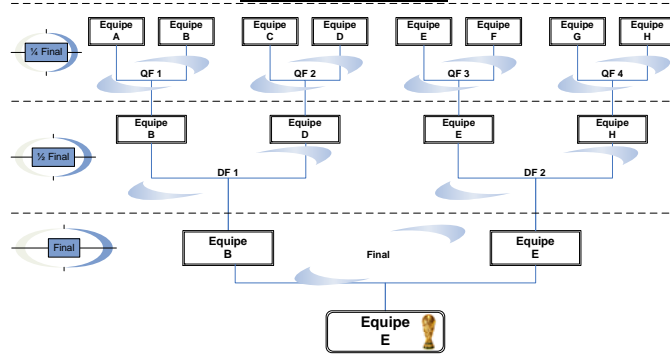 Equipe Equipe Equipe Equipe Equipe Equipe Equipe Equipe
A B C D E F G H
¼ Final
QF 1 QF 2 QF 3 QF 4
Equipe Equipe Equipe Equipe
B D E H
½ Final
DF 1 DF 2
Equipe Equipe
B E
Final Final
Equipe
E